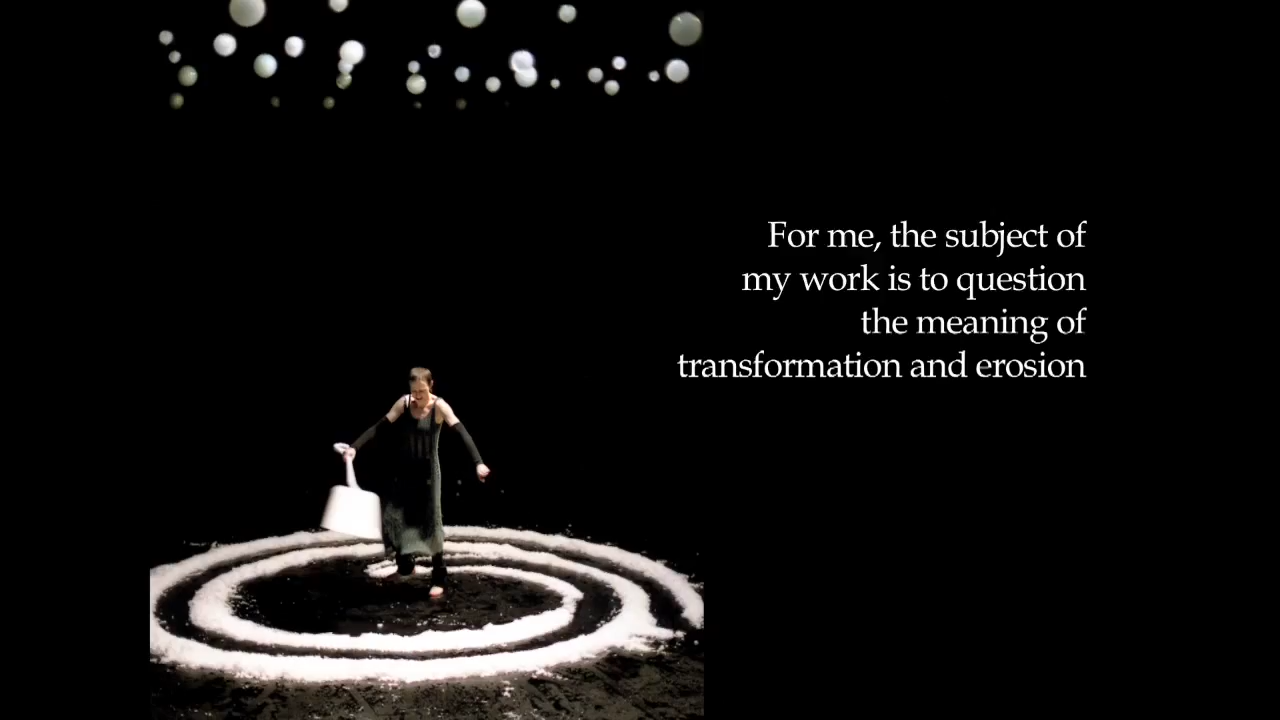 For me, the subject of
my work is to question
the meaning of
transformation and erosion